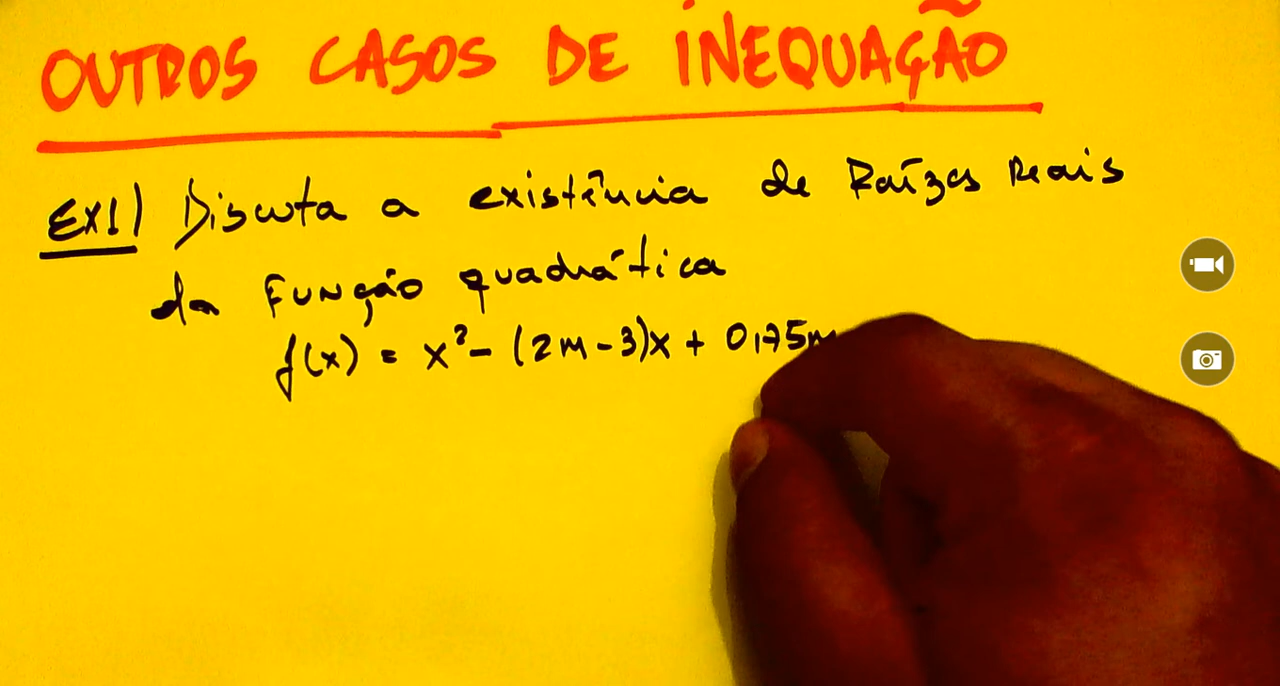 OUTROS CASOS DE INEQUAÇÃO
EX1) Discuta a existência de Raízes Reais
da Função quadrática
f(x) = x² - (2m-3)x + 0,75m